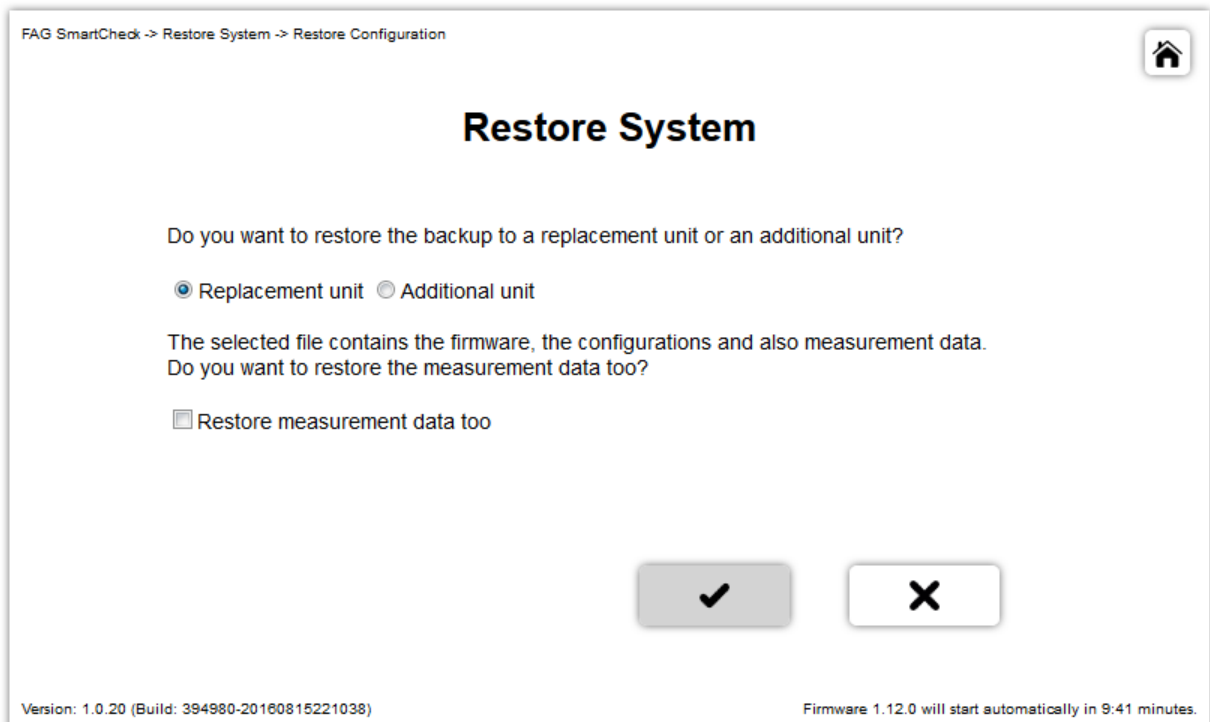 FAG SmartCheck -> Restore System -> Restore Configuration
Restore System
Do you want to restore the backup to a replacement unit or an additional unit?
Replacement unit Additional unit
The selected file contains the firmware, the configurations and also measurement data.
Do you want to restore the measurement data too?
Restore measurement data too
Version: 1.0.20 (Build: 394980-20160815221038)
Firmware 1.12.0 will start automatically in 9:41 minutes.